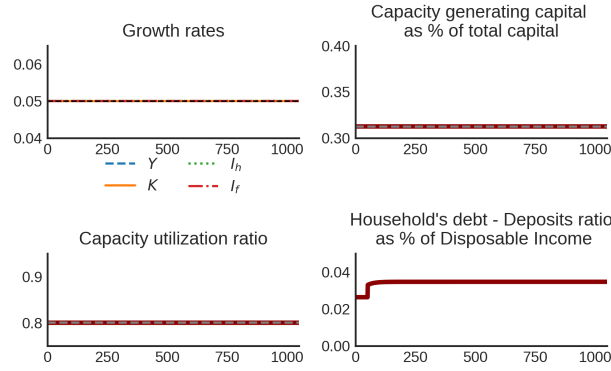 Growth rates
0.06
0.05
0.04
0 250 500 750 1000
Y
I_h
K
I_f
Capacity generating capital
as % of total capital
0.40
0.35
0.30
0 250 500 750 1000
Capacity utilization ratio
0.9
0.8
0 250 500 750 1000
Household's debt - Deposits ratio
as % of Disposable Income
0.04
0.02
0.00
0 250 500 750 1000